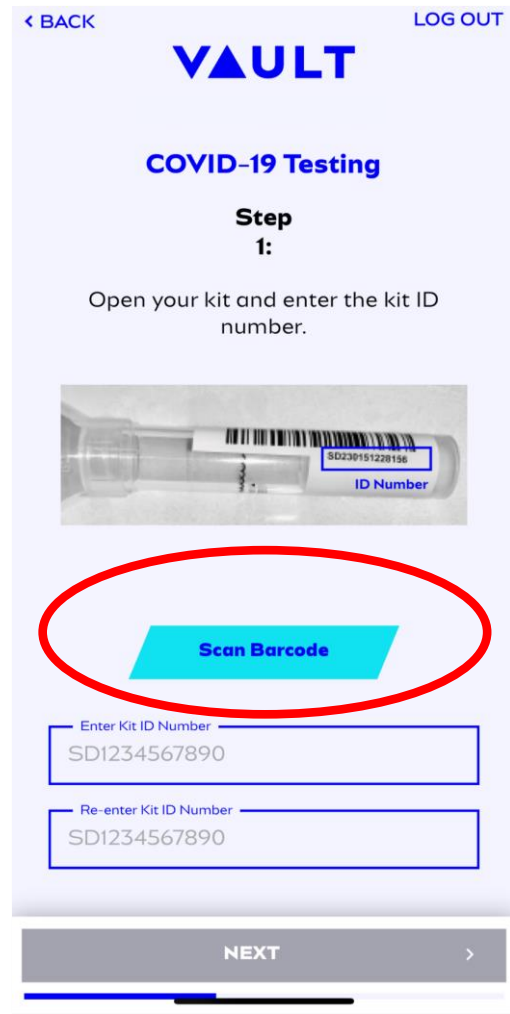 < BACK LOG OUT
VAULT
COVID-19 Testing
Step
1:
Open your kit and enter the kit ID
number.
SD230151228156
ID Number
Scan Barcode
Enter Kit ID Number
SD1234567890
Re-enter Kit ID Number
SD1234567890
NEXT >